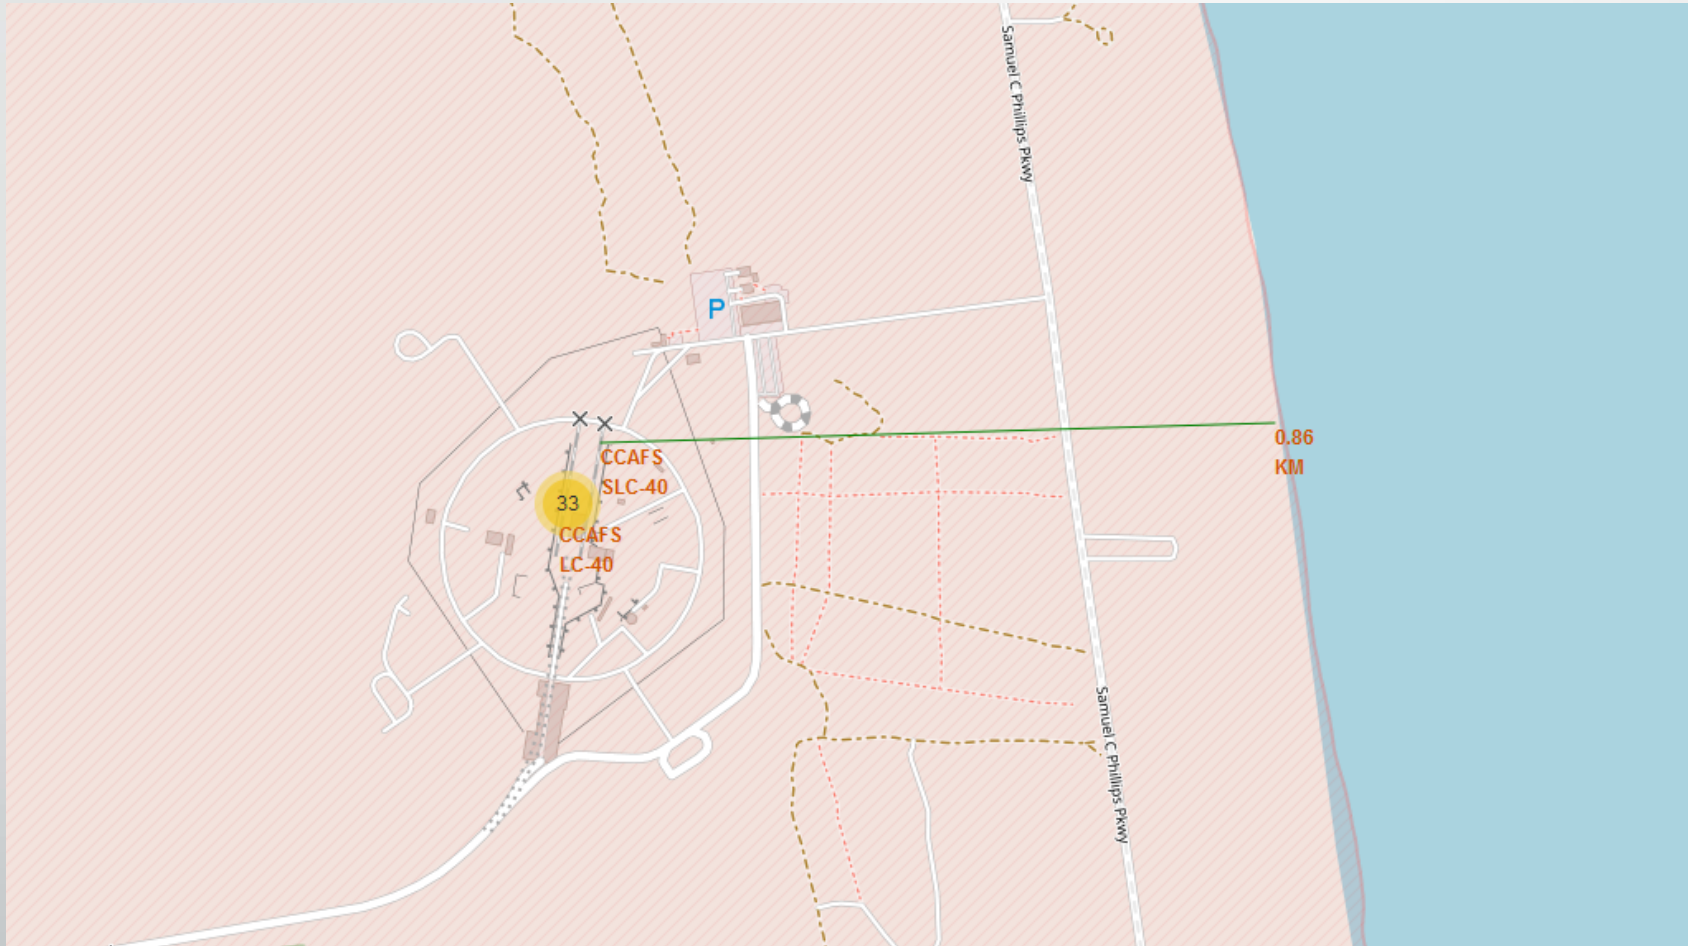 Samuel C Phillips Pkwy
P
0.86
KM
CCAFS
SLC-40
33
CCAFS
LC-40
Samuel C Phillips Pkwy